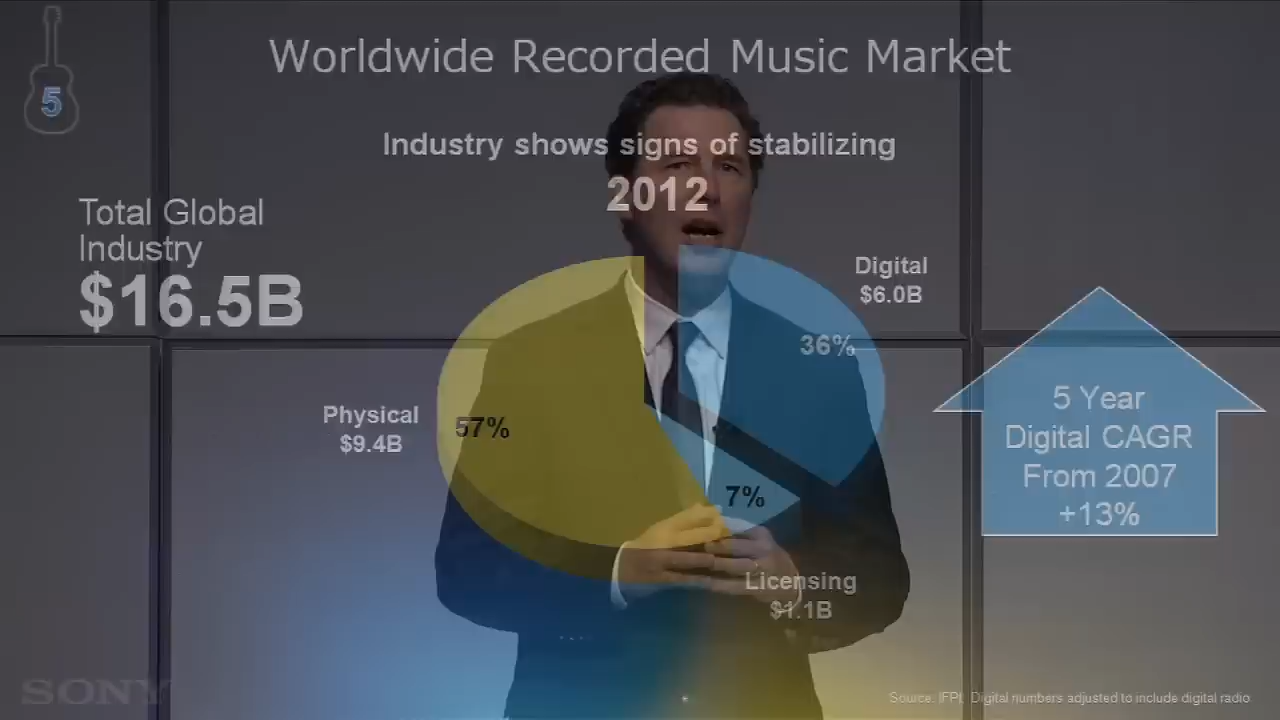 5
Worldwide Recorded Music Market
Industry shows signs of stabilizing
2012
Total Global
Industry
$16.5B
Digital
$6.0B
36%
Physical
$9.4B
57%
7%
Licensing
$1.1B
5 Year
Digital CAGR
From 2007
+13%
SONY
Source: IFPI; Digital numbers adjusted to include digital radio